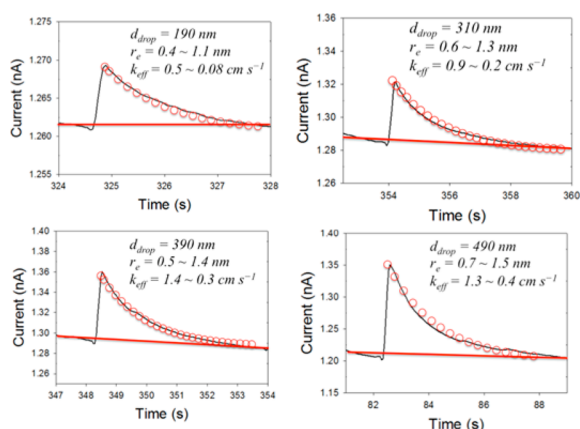 d_drop = 190 nm
r_e = 0.4 ~ 1.1 nm
k_eff = 0.5 ~ 0.08 cm s⁻¹
Current (nA)
1.275
1.270
1.265
1.260
1.255
324
325
326
327
328
Time (s)
d_drop = 310 nm
r_e = 0.6 ~ 1.3 nm
k_eff = 0.9 ~ 0.2 cm s⁻¹
Current (nA)
1.36
1.34
1.32
1.30
1.28
1.26
354
356
358
360
Time (s)
d_drop = 390 nm
r_e = 0.5 ~ 1.4 nm
k_eff = 1.4 ~ 0.3 cm s⁻¹
Current (nA)
1.40
1.38
1.36
1.34
1.32
1.30
1.28
1.26
347
348
349
350
351
352
353
354
Time (s)
d_drop = 490 nm
r_e = 0.7 ~ 1.5 nm
k_eff = 1.3 ~ 0.4 cm s⁻¹
Current (nA)
1.40
1.35
1.30
1.25
1.20
1.15
82
84
86
88
Time (s)